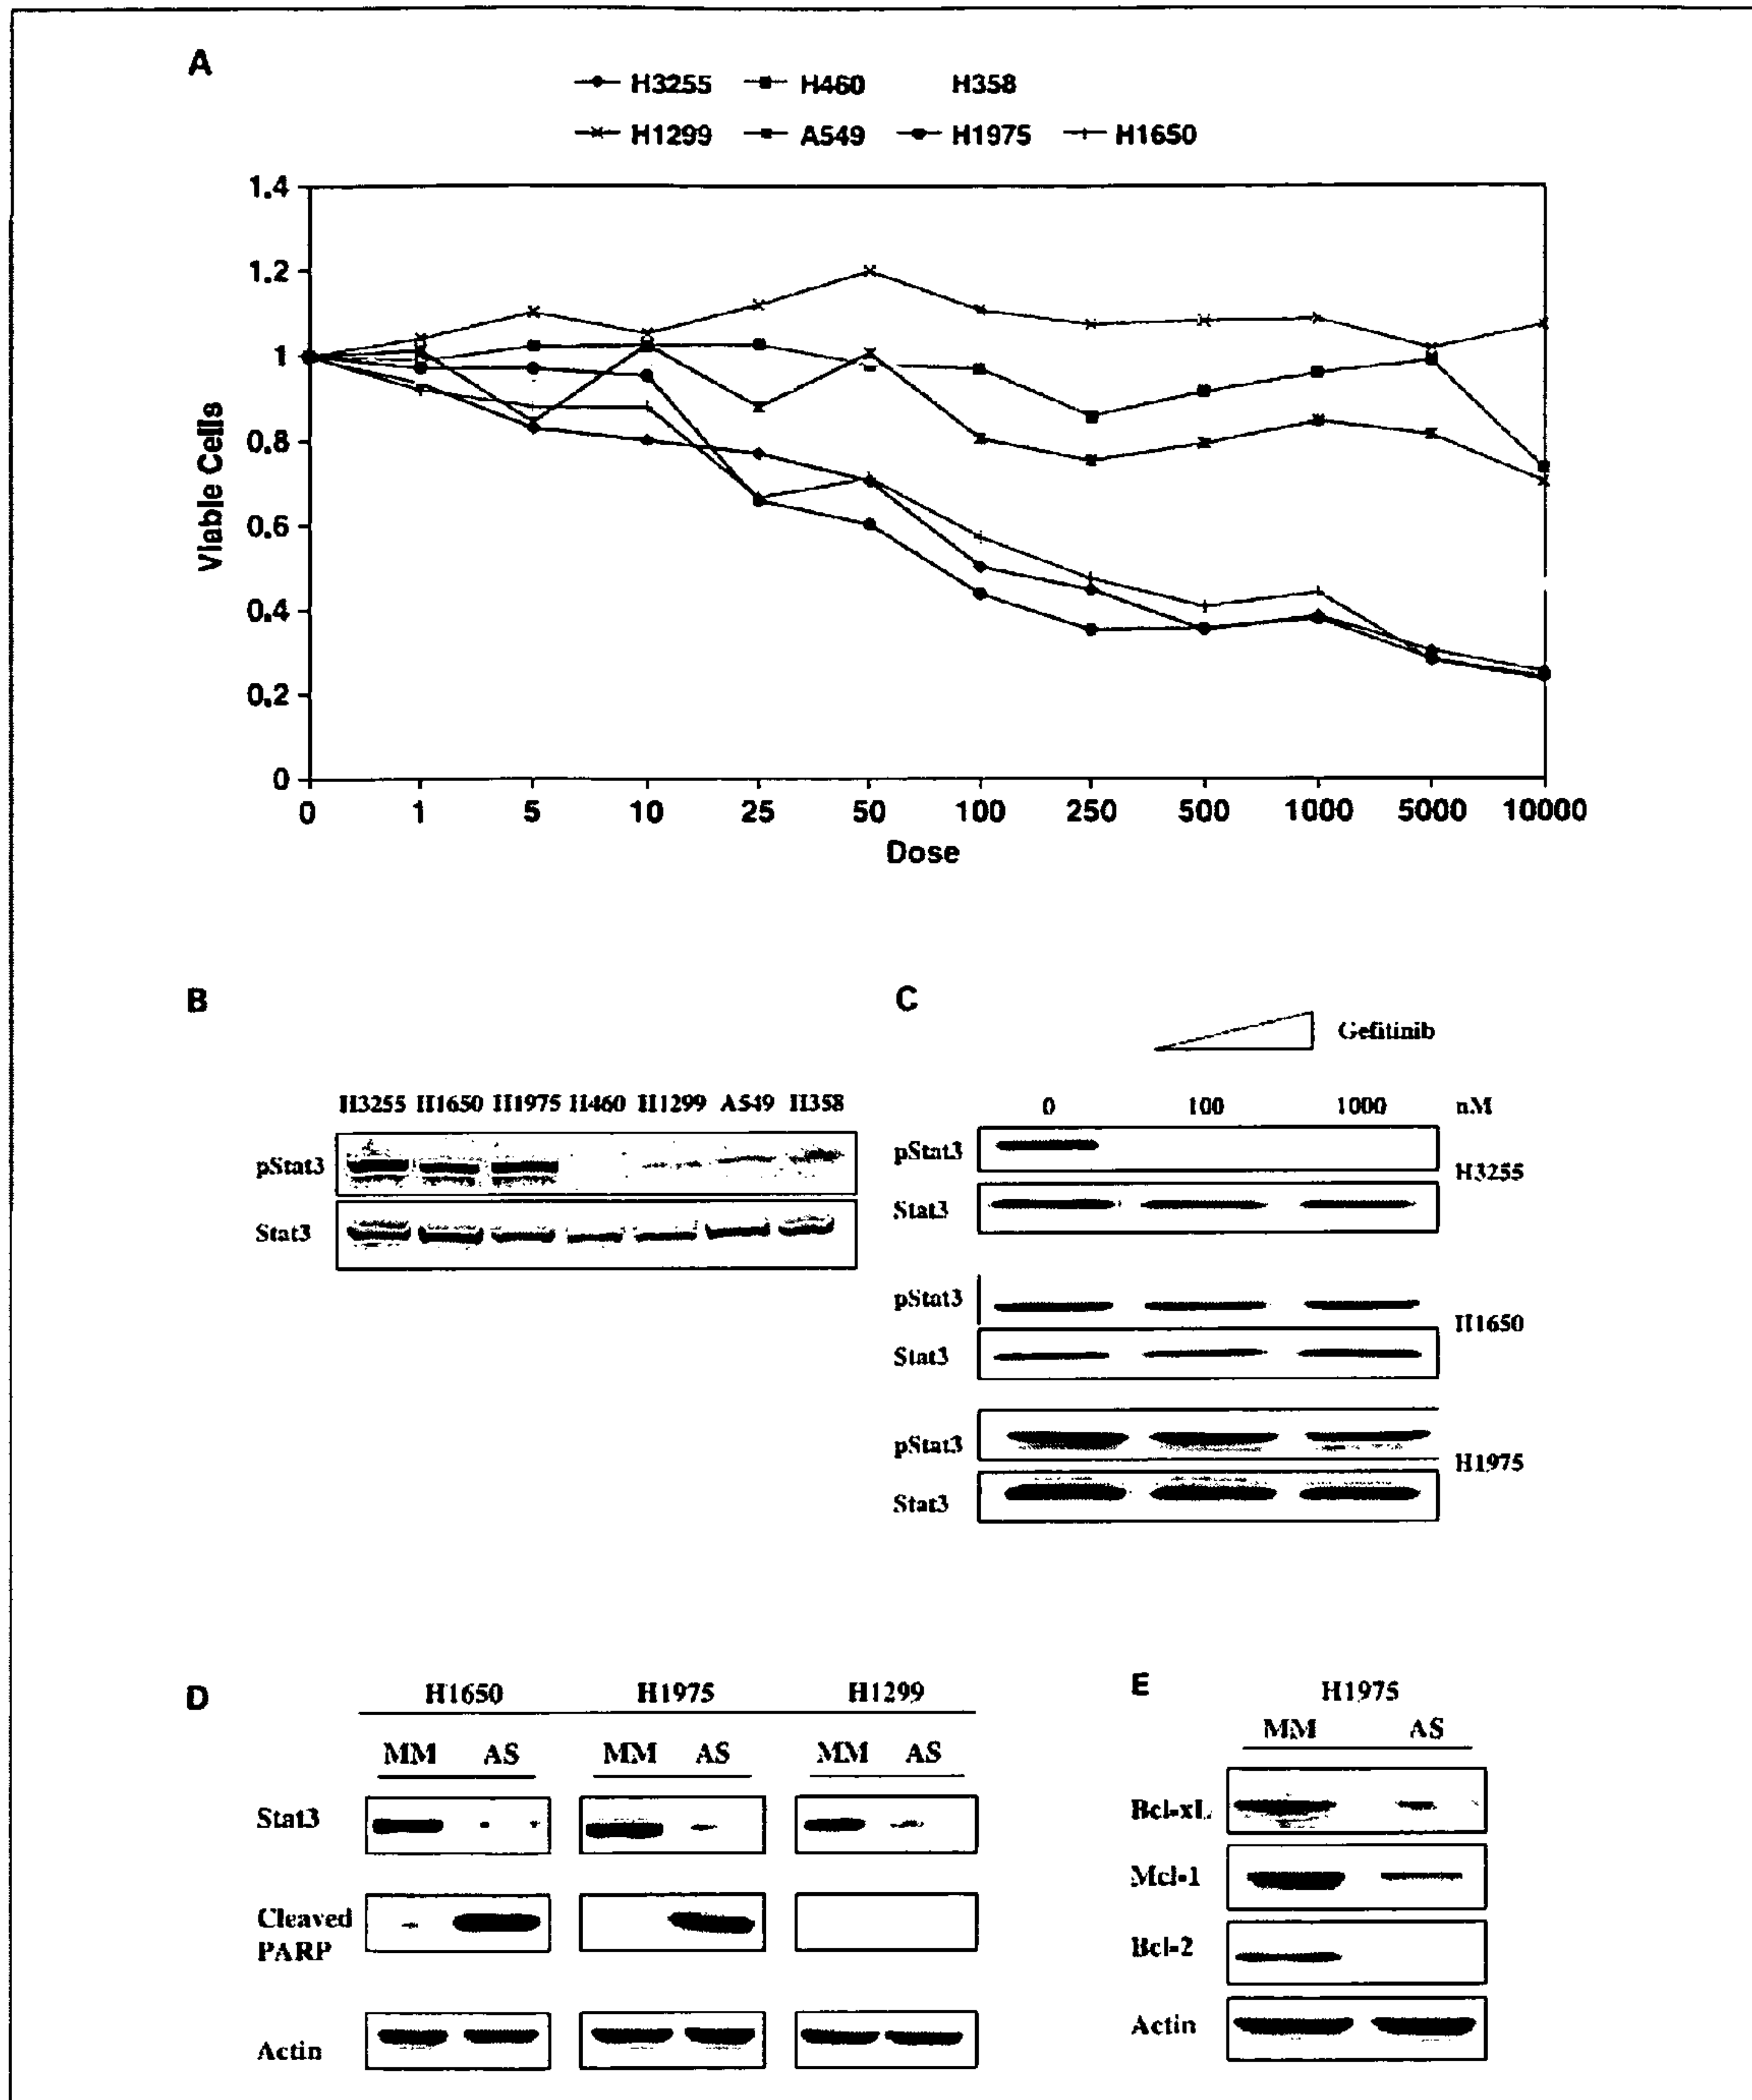 A
H3255 H460 H358
H1299 A549 H1975 H1650
1.4
1.2
1
0.8
0.6
0.4
0.2
0
Viable Cells
0 1 5 10 25 50 100 250 500 1000 5000 10000
Dose
B
H3255 H1650 H1975 H460 H1299 A549 H358
pStat3
Stat3
C
Gefitinib
0 100 1000 nM
pStat3
H3255
Stat3
pStat3
H1650
Stat3
pStat3
H1975
Stat3
D
H1650 H1975 H1299
MM AS MM AS MM AS
Stat3
Cleaved
PARP
Actin
E
H1975
MM AS
Bcl-xL
Mcl-1
Bcl-2
Actin